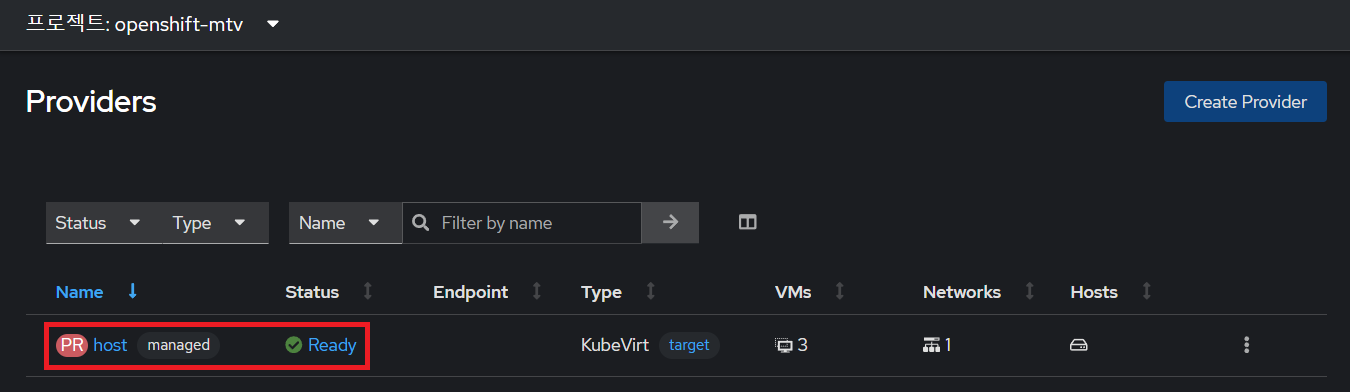 프로젝트: openshift-mtv
Providers
Create Provider
Status Type Name Filter by name
Name Status Endpoint Type VMs Networks Hosts
PR host managed Ready KubeVirt target 3 1